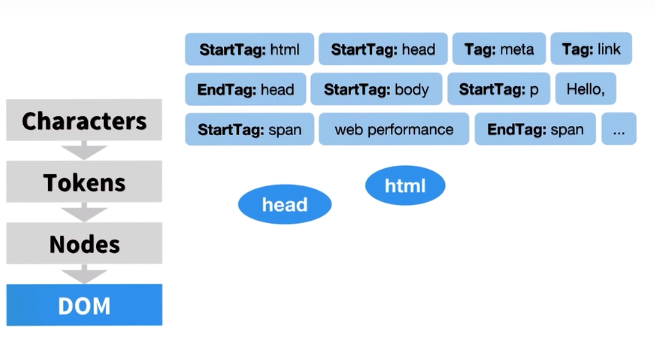 StartTag: html StartTag: head Tag: meta Tag: link
EndTag: head StartTag: body StartTag: p Hello,
StartTag: span web performance EndTag: span ...
Characters
Tokens
Nodes
DOM
head
html